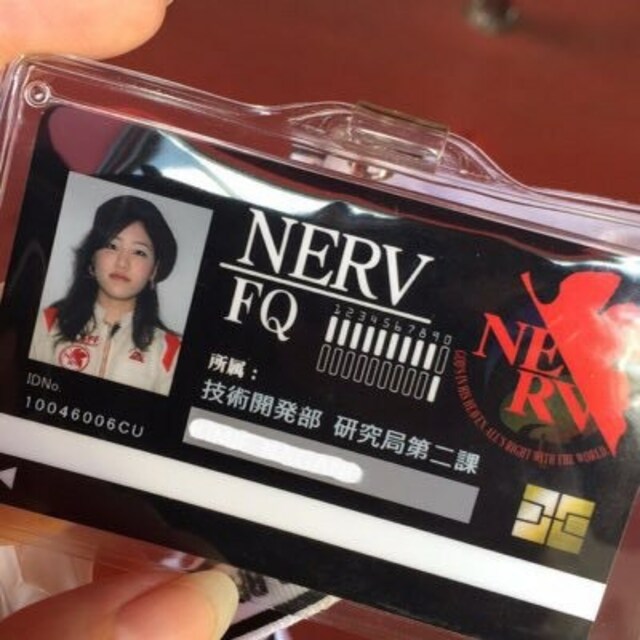 NERV
FQ
1234567890
所属：
技術開発部 研究局第二課
IDNo.
10046006CU
NERV
GOD'S IN HIS HEAVEN. ALL'S RIGHT WITH THE WORLD